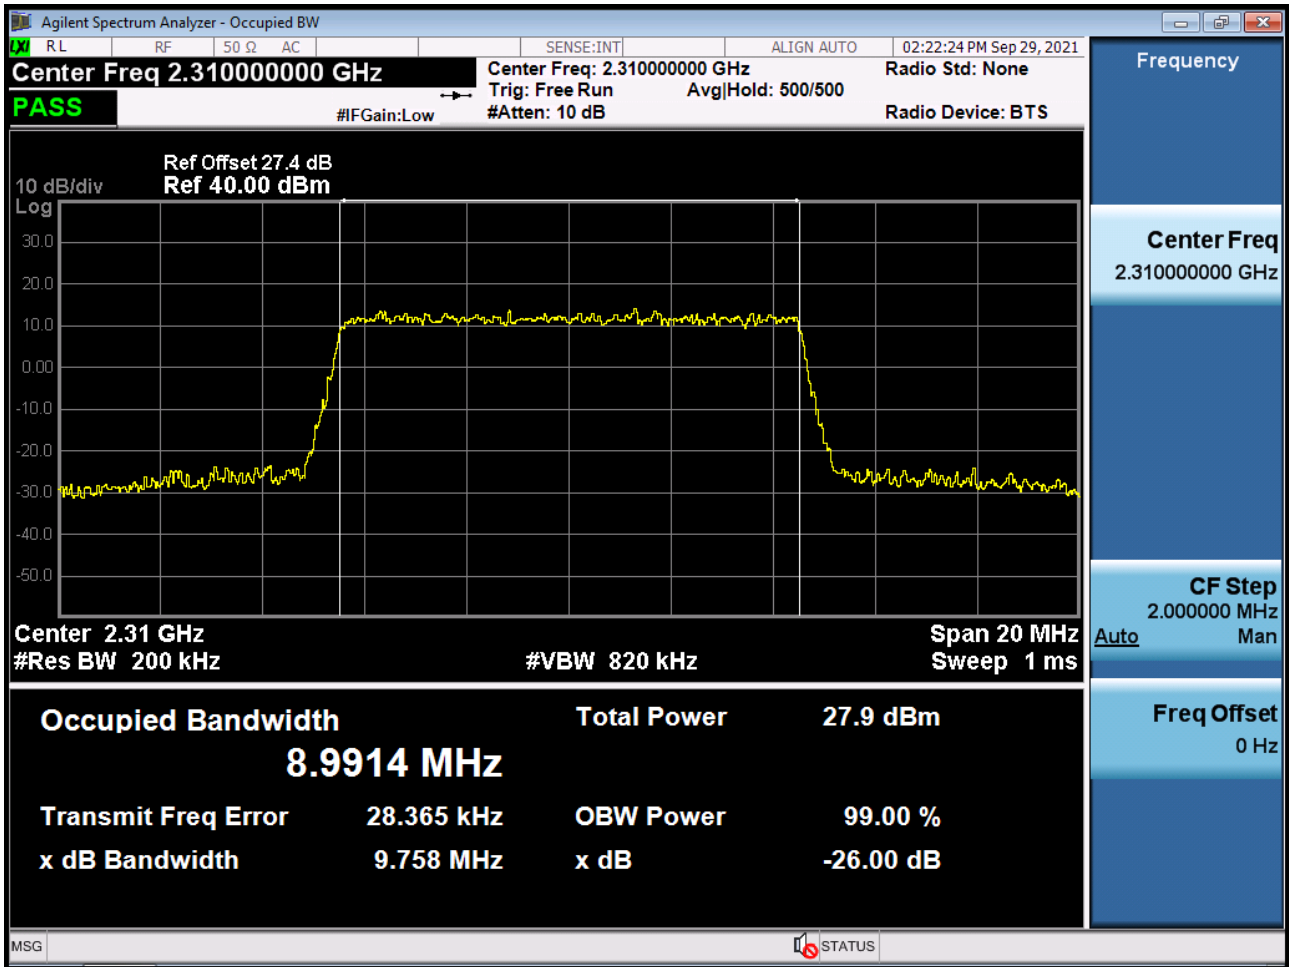 Agilent Spectrum Analyzer - Occupied BW
LXI RL RF 50 Ω AC SENSE:INT ALIGN AUTO 02:22:24 PM Sep 29, 2021
Center Freq 2.310000000 GHz
PASS
#IFGain:Low
Center Freq: 2.310000000 GHz
Trig: Free Run Avg|Hold: 500/500
#Atten: 10 dB
Radio Std: None
Radio Device: BTS
Ref Offset 27.4 dB
10 dB/div Ref 40.00 dBm
Log
30.0
20.0
10.0
0.00
-10.0
-20.0
-30.0
-40.0
-50.0
Center 2.31 GHz Span 20 MHz
#Res BW 200 kHz #VBW 820 kHz Sweep 1 ms
Occupied Bandwidth Total Power 27.9 dBm
8.9914 MHz
Transmit Freq Error 28.365 kHz OBW Power 99.00 %
x dB Bandwidth 9.758 MHz x dB -26.00 dB
MSG STATUS
Frequency
Center Freq
2.310000000 GHz
CF Step
2.000000 MHz
Auto Man
Freq Offset
0 Hz